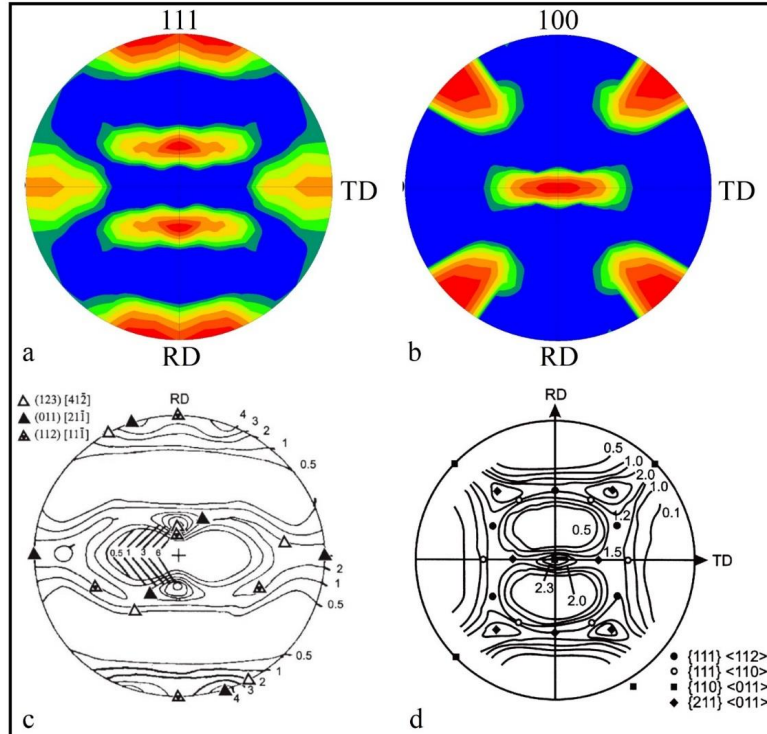 111
100
TD
TD
a
RD
b
RD
△ (123) [412̄]
▲ (011) [21̄1̄]
(112) [11̄1̄]
RD
RD
4
3
2
1
0.5
0.5
1.0
2.0
1.0
1.2
0.1
0.5
1.5
TD
2.3
2.0
0.5 1 3 6
1
2
1
0.5
0.5
1
2
3
4
● {111} <112>
○ {111} <110>
■ {110} <011>
◆ {211} <011>
c
d